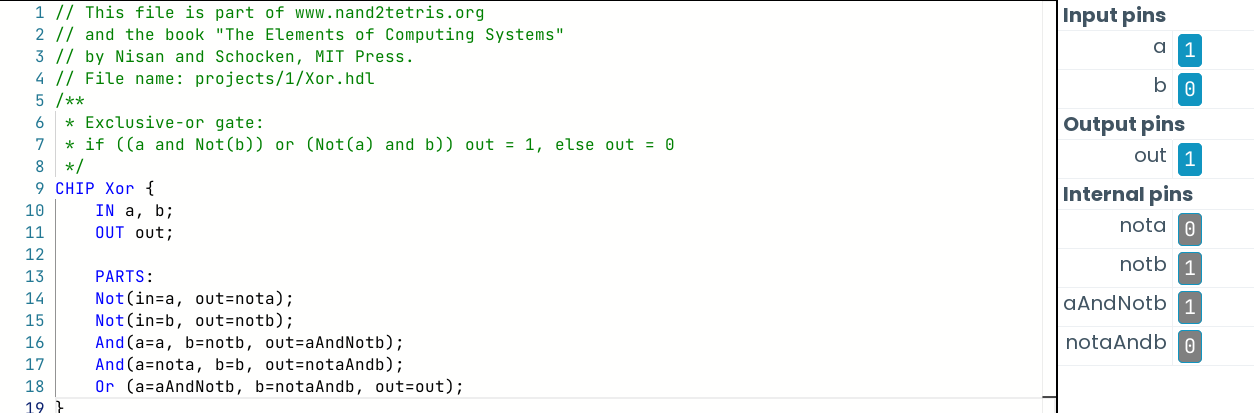 1 // This file is part of www.nand2tetris.org
2 // and the book "The Elements of Computing Systems"
3 // by Nisan and Schocken, MIT Press.
4 // File name: projects/1/Xor.hdl
5 /**
6  * Exclusive-or gate:
7  * if ((a and Not(b)) or (Not(a) and b)) out = 1, else out = 0
8  */
9 CHIP Xor {
10     IN a, b;
11     OUT out;
12
13     PARTS:
14     Not(in=a, out=nota);
15     Not(in=b, out=notb);
16     And(a=a, b=notb, out=aAndNotb);
17     And(a=nota, b=b, out=notaAndb);
18     Or (a=aAndNotb, b=notaAndb, out=out);
19 }
Input pins
a 1
b 0
Output pins
out 1
Internal pins
nota 0
notb 1
aAndNotb 1
notaAndb 0